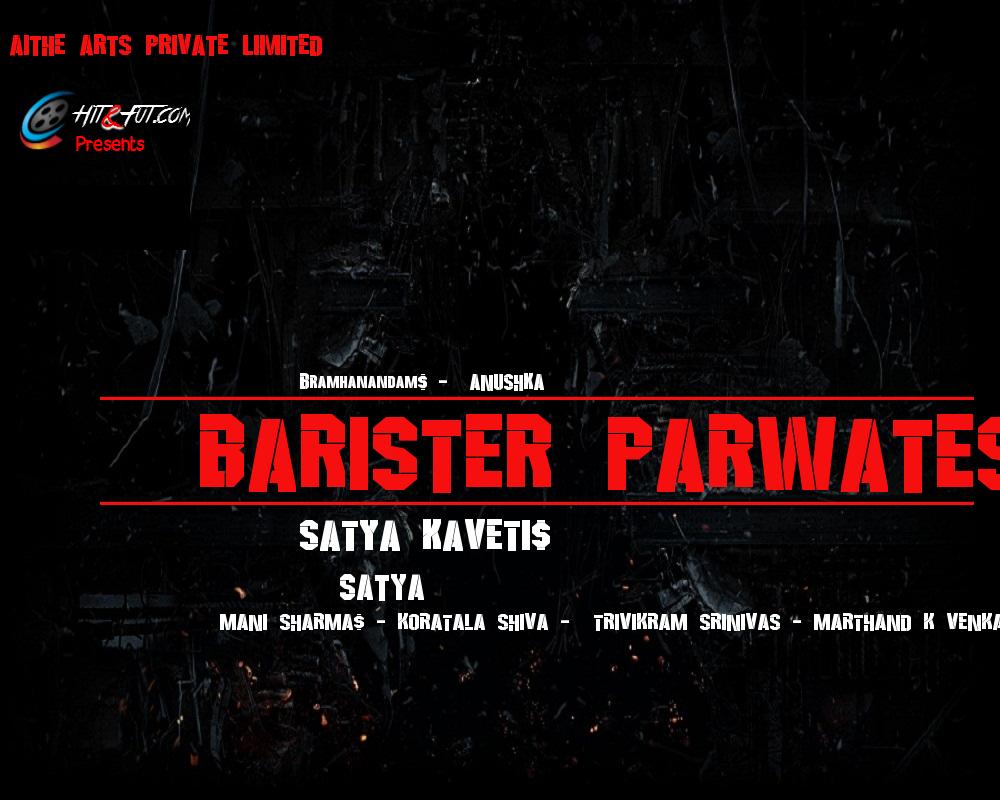 AITHE ARTS PRIVATE LIMITED
HIT&FUT.COM
Presents
BRAMHANANDAM$ - ANUSHKA
BARISTER PARWATES
SATYA KAVETI$
SATYA
MANI SHARMA$ - KORATALA SHIVA - TRIVIKRAM SRINIVAS - MARTHAND K VENKA